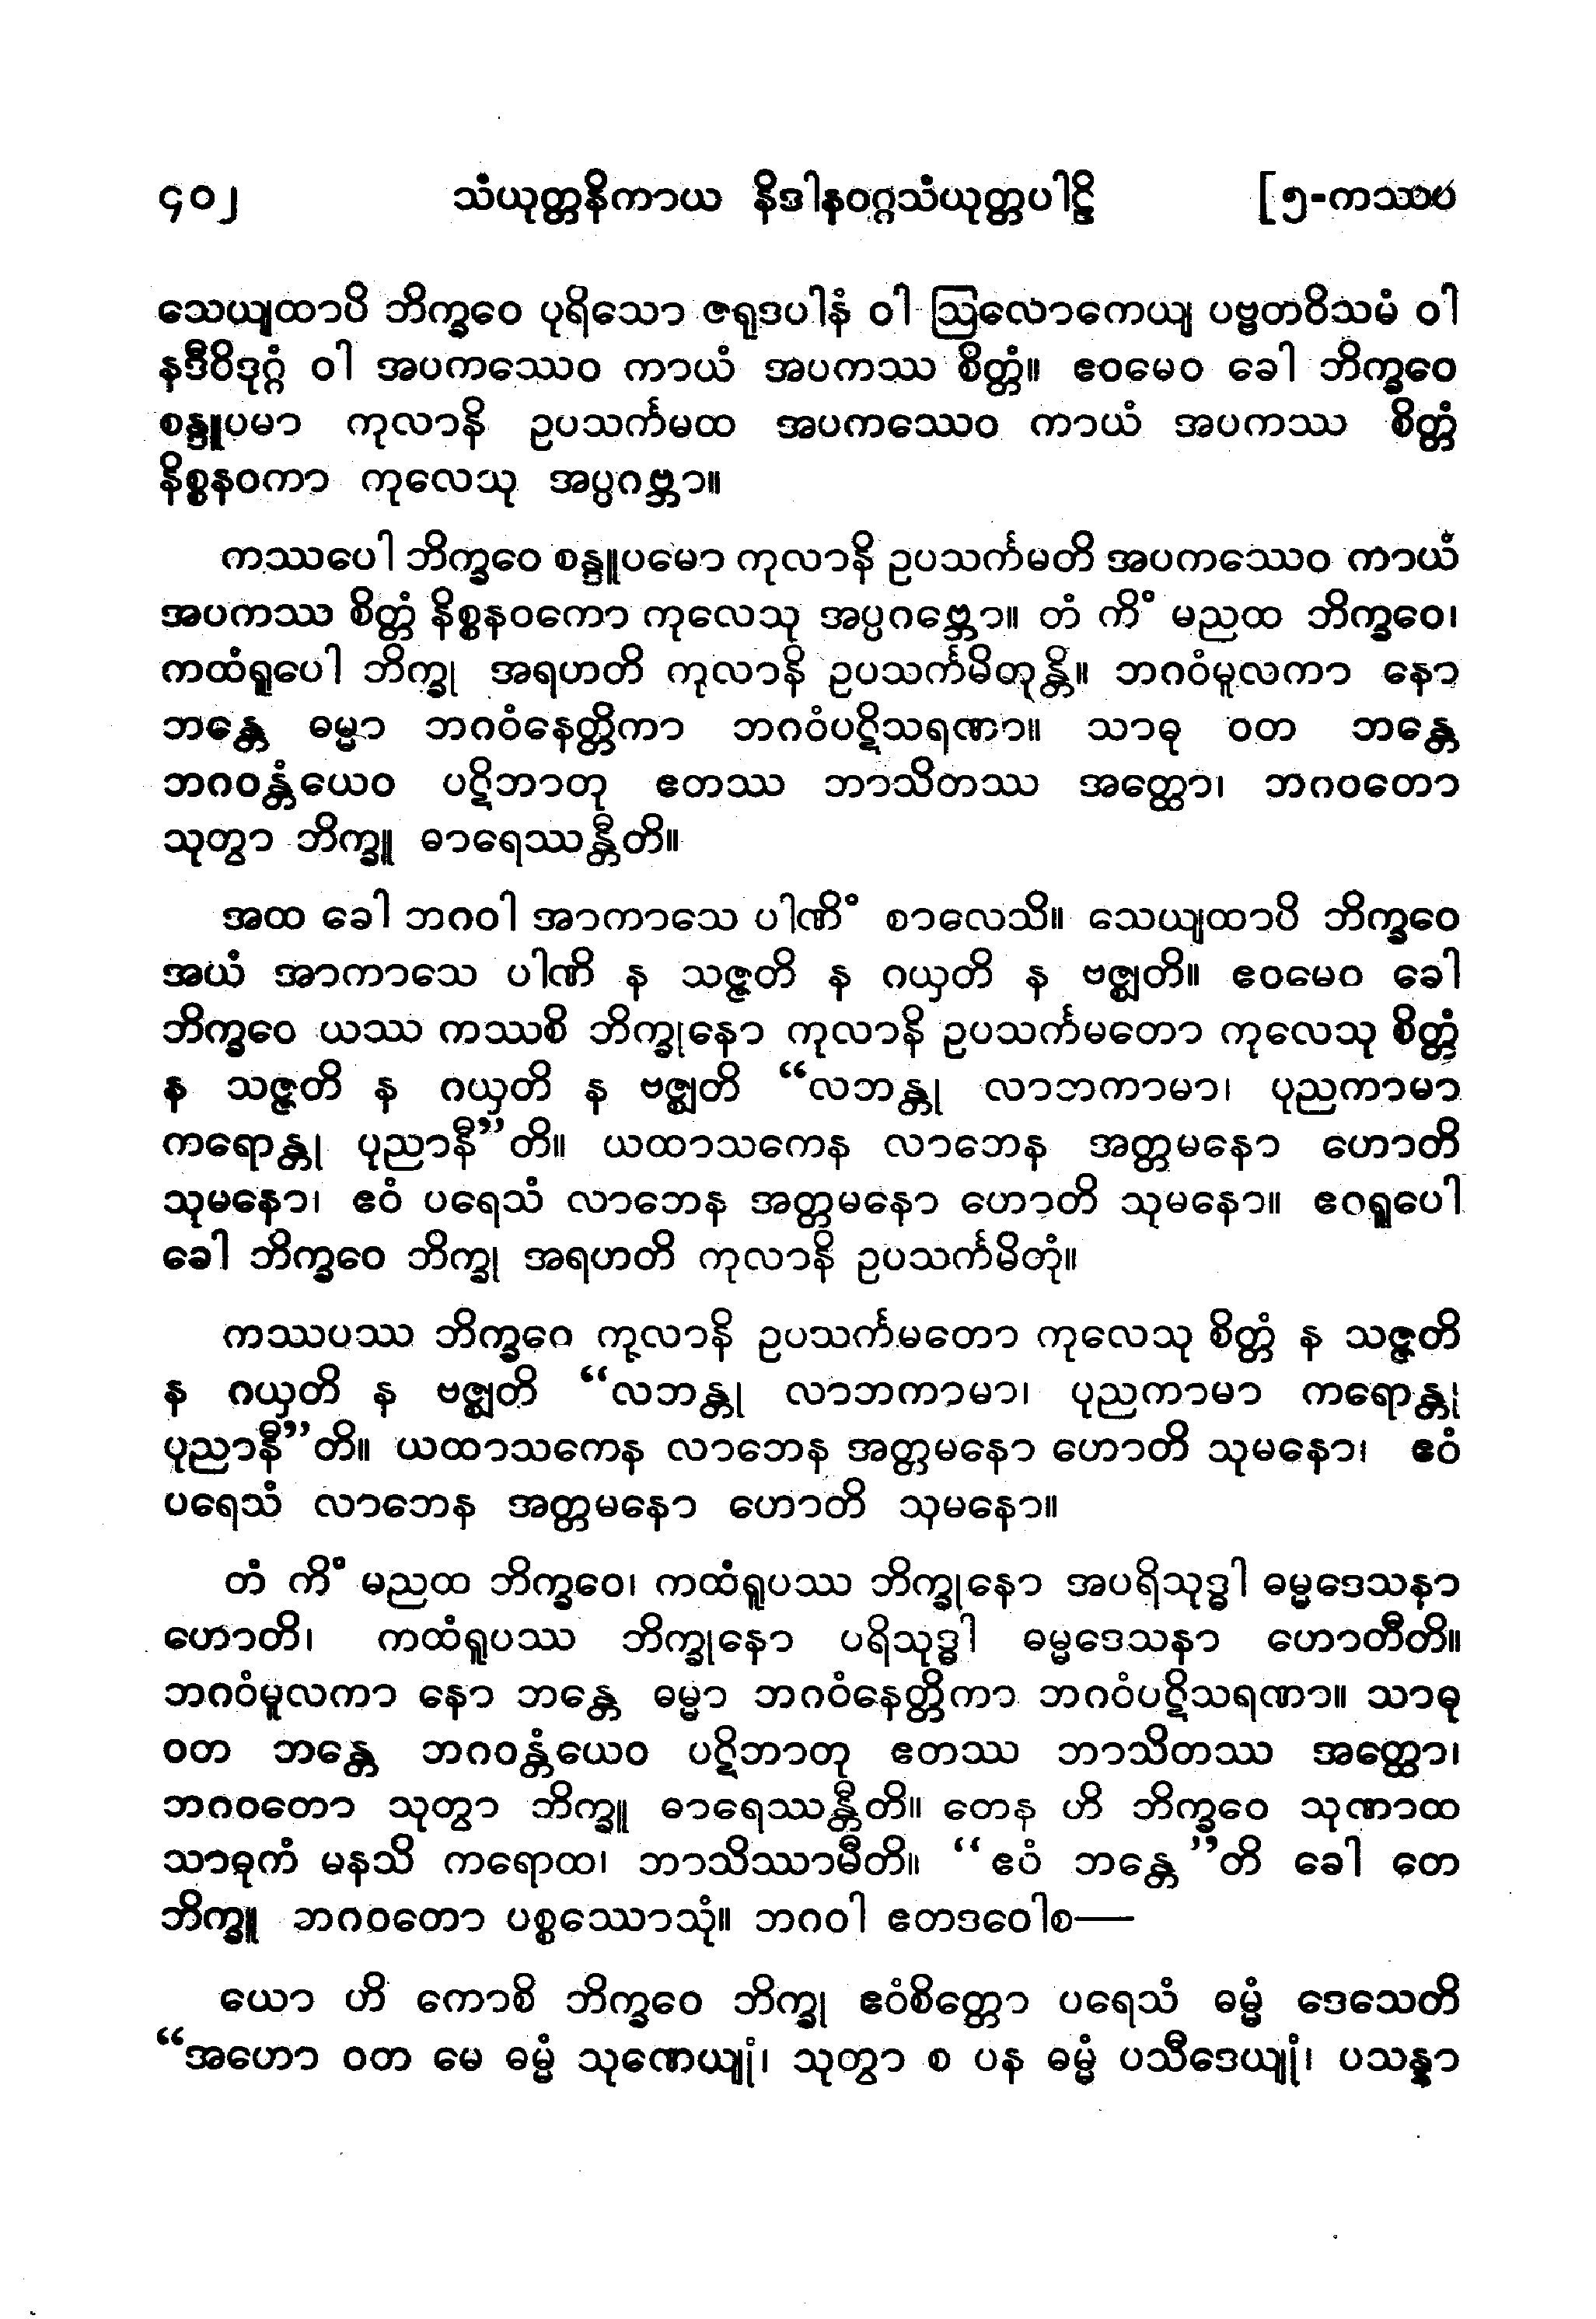 ၄၀၂ သံယုတ္တနိကာယ နိဒါနဝဂ္ဂသံယုတ္တပါဠိ [၅-ကဿပ
သေယျထာပိ ဘိက္ခဝေ ပုရိသော ဇရုဒပါနံ ဝါ ဩလောကေယျ ပဗ္ဗတဝိသမံ ဝါ
နဒီဝိဒုဂ္ဂံ ဝါ အပကဿေဝ ကာယံ အပကဿ စိတ္တံ။ ဧဝမေဝ ခေါ ဘိက္ခဝေ
စန္ဒူပမာ ကုလာနိ ဥပသင်္ကမထ အပကဿေဝ ကာယံ အပကဿ စိတ္တံ
နိစ္စနဝကာ ကုလေသု အပ္ပဂဗ္ဘာ။
ကဿပေါ ဘိက္ခဝေ စန္ဒူပမော ကုလာနိ ဥပသင်္ကမတိ အပကဿေဝ ကာယံ
အပကဿ စိတ္တံ နိစ္စနဝကော ကုလေသု အပ္ပဂဗ္ဘော။ တံ ကိံ မညထ ဘိက္ခဝေ၊
ကထံရူပေါ ဘိက္ခု အရဟတိ ကုလာနိ ဥပသင်္ကမိတုန္တိ။ ဘဂဝံမူလကာ နော
ဘန္တေ ဓမ္မာ ဘဂဝံနေတ္တိကာ ဘဂဝံပဋိသရဏာ။ သာဓု ဝတ ဘန္တေ
ဘဂဝန္တံယေဝ ပဋိဘာတု ဧတဿ ဘာသိတဿ အတ္ထော၊ ဘဂဝတော
သုတွာ ဘိက္ခူ ဓာရေဿန္တီတိ။
အထ ခေါ ဘဂဝါ အာကာသေ ပါဏိံ စာလေသိ။ သေယျထာပိ ဘိက္ခဝေ
အယံ အာကာသေ ပါဏိ န သဇ္ဇတိ န ဂယှတိ န ဗဇ္ဈတိ။ ဧဝမေဝ ခေါ
ဘိက္ခဝေ ယဿ ကဿစိ ဘိက္ခုနော ကုလာနိ ဥပသင်္ကမတော ကုလေသု စိတ္တံ
န သဇ္ဇတိ န ဂယှတိ န ဗဇ္ဈတိ “လဘန္တု လာဘကာမာ၊ ပုညကာမာ
ကရောန္တု ပုညာနီ”တိ။ ယထာသကေန လာဘေန အတ္တမနော ဟောတိ
သုမနော၊ ဧဝံ ပရေသံ လာဘေန အတ္တမနော ဟောတိ သုမနော။ ဧဝရူပေါ
ခေါ ဘိက္ခဝေ ဘိက္ခု အရဟတိ ကုလာနိ ဥပသင်္ကမိတုံ။
ကဿပဿ ဘိက္ခဝေ ကုလာနိ ဥပသင်္ကမတော ကုလေသု စိတ္တံ န သဇ္ဇတိ
န ဂယှတိ န ဗဇ္ဈတိ “လဘန္တု လာဘကာမာ၊ ပုညကာမာ ကရောန္တု
ပုညာနီ”တိ။ ယထာသကေန လာဘေန အတ္တမနော ဟောတိ သုမနော၊ ဧဝံ
ပရေသံ လာဘေန အတ္တမနော ဟောတိ သုမနော။
တံ ကိံ မညထ ဘိက္ခဝေ၊ ကထံရူပဿ ဘိက္ခုနော အပရိသုဒ္ဓါ ဓမ္မဒေသနာ
ဟောတိ၊ ကထံရူပဿ ဘိက္ခုနော ပရိသုဒ္ဓါ ဓမ္မဒေသနာ ဟောတီတိ။
ဘဂဝံမူလကာ နော ဘန္တေ ဓမ္မာ ဘဂဝံနေတ္တိကာ ဘဂဝံပဋိသရဏာ။ သာဓု
ဝတ ဘန္တေ ဘဂဝန္တံယေဝ ပဋိဘာတု ဧတဿ ဘာသိတဿ အတ္ထော၊
ဘဂဝတော သုတွာ ဘိက္ခူ ဓာရေဿန္တီတိ။ တေန ဟိ ဘိက္ခဝေ သုဏာထ
သာဓုကံ မနသိ ကရောထ၊ ဘာသိဿာမီတိ။ “ဧဝံ ဘန္တေ”တိ ခေါ တေ
ဘိက္ခူ ဘဂဝတော ပစ္စဿောသုံ။ ဘဂဝါ ဧတဒဝေါစ—
ယော ဟိ ကောစိ ဘိက္ခဝေ ဘိက္ခု ဧဝံစိတ္တော ပရေသံ ဓမ္မံ ဒေသေတိ
“အဟော ဝတ မေ ဓမ္မံ သုဏေယျုံ၊ သုတွာ စ ပန ဓမ္မံ ပသီဒေယျုံ၊ ပသန္နာ